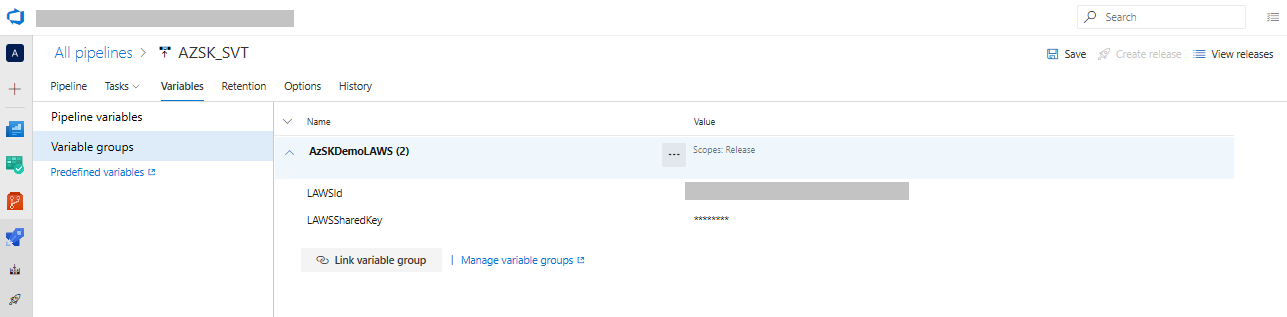 Search
A
All pipelines > AZSK_SVT
Save Create release View releases
Pipeline Tasks Variables Retention Options History
Pipeline variables
Variable groups
Predefined variables
Name Value
AzSKDemoLAWS (2) ... Scopes: Release
LAWSId
LAWSSharedKey ********
Link variable group | Manage variable groups